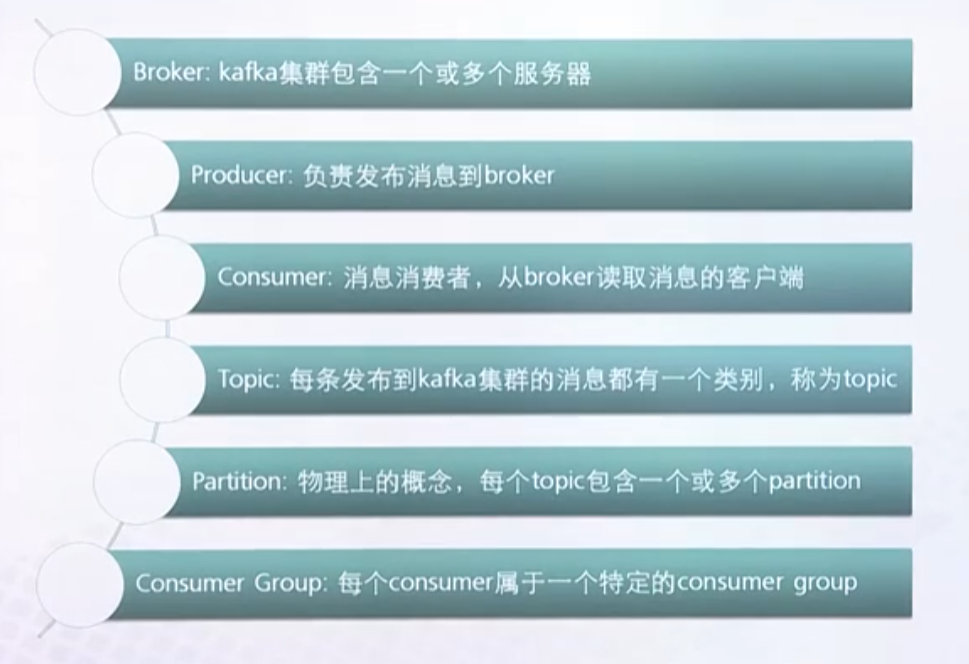 Broker: kafka集群包含一个或多个服务器
Producer: 负责发布消息到broker
Consumer: 消息消费者，从broker读取消息的客户端
Topic: 每条发布到kafka集群的消息都有一个类别，称为topic
Partition: 物理上的概念，每个topic包含一个或多个partition
Consumer Group: 每个consumer属于一个特定的consumer group